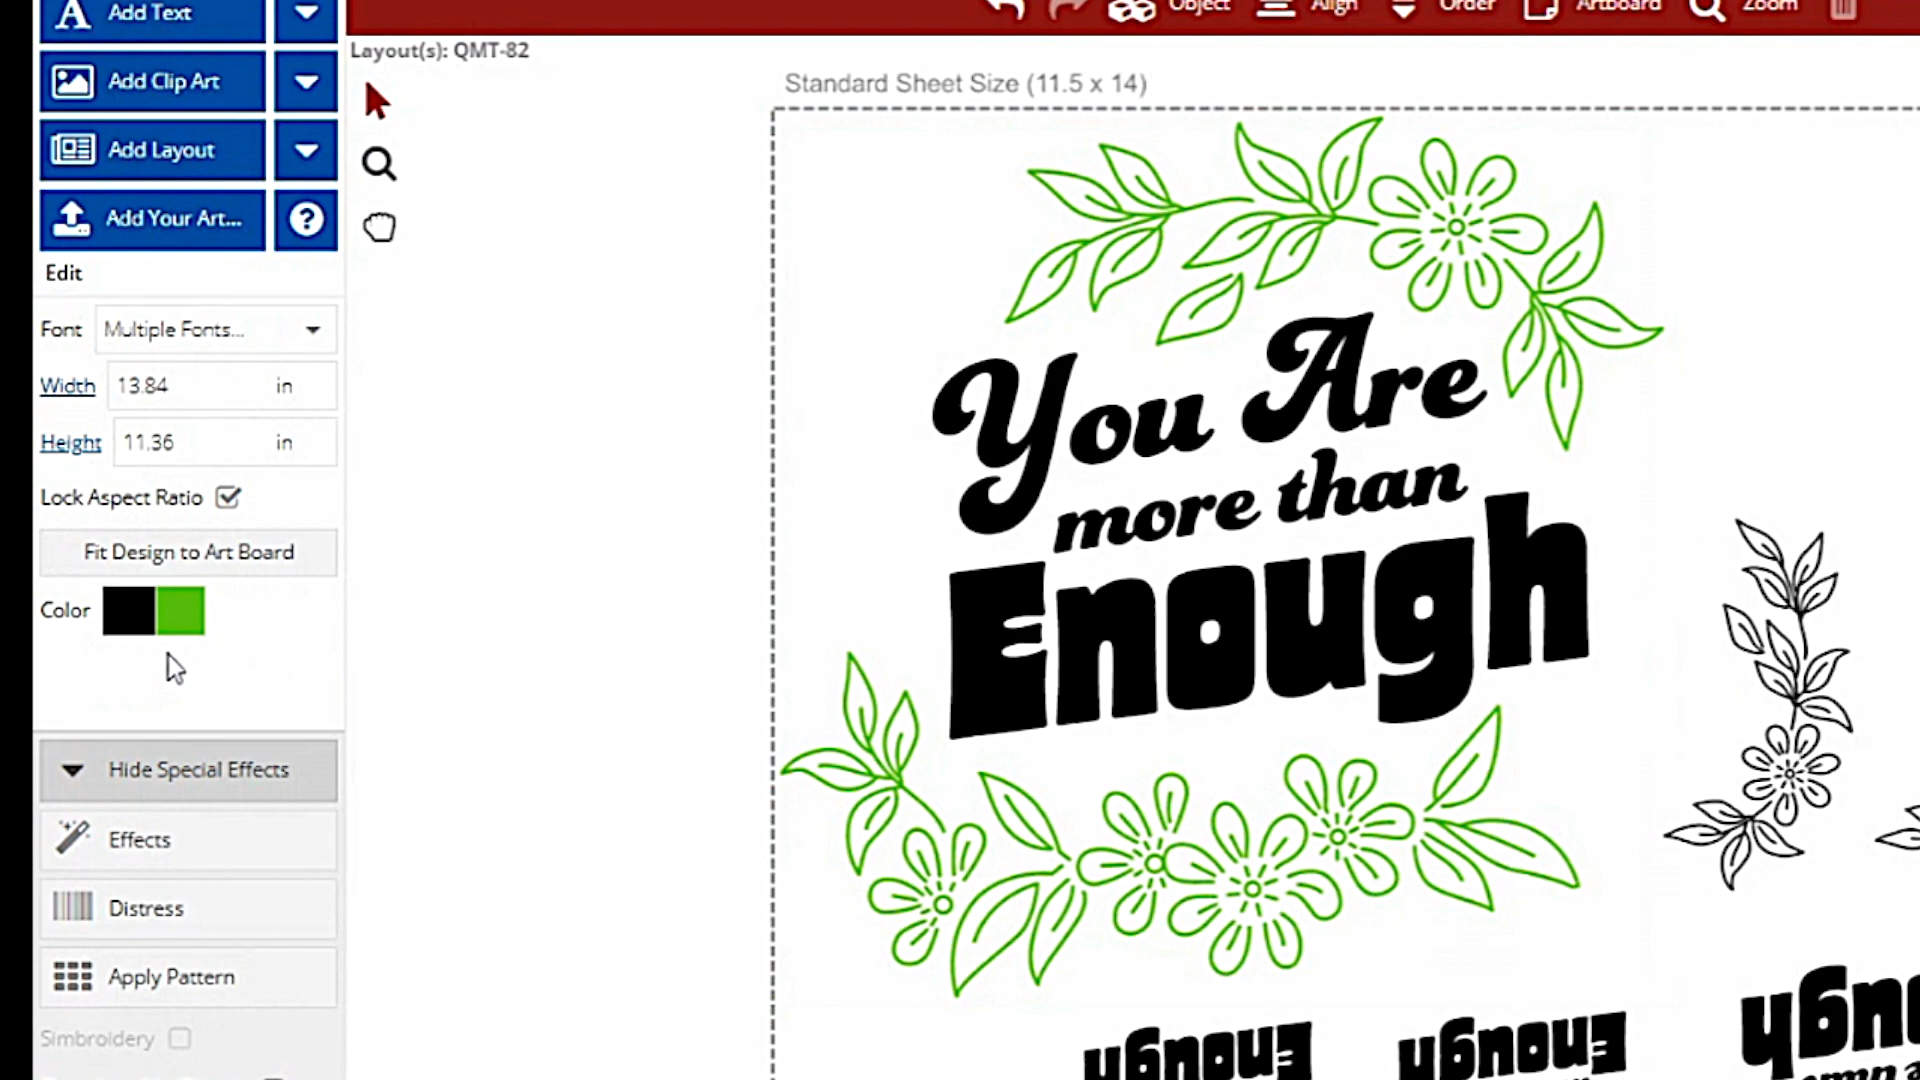 Add Text
Object
Align
Order
Artboard
Zoom
Add Clip Art
Add Layout
Add Your Art...
?
Layout(s): QMT-82
Standard Sheet Size (11.5 x 14)
Edit
Font Multiple Fonts...
Width 13.84 in
Height 11.36 in
Lock Aspect Ratio
Fit Design to Art Board
Color
Hide Special Effects
Effects
Distress
Apply Pattern
Simbroidery
You Are
more than
Enough
Enough
Enough